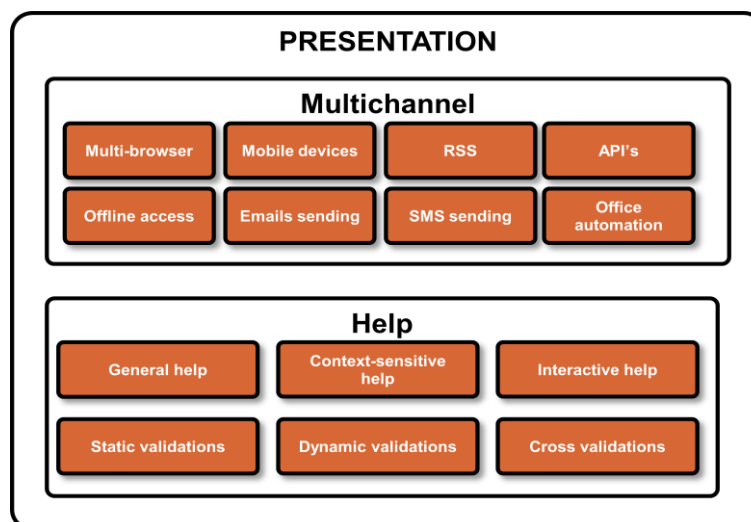 PRESENTATION
Multichannel
Multi-browser
Mobile devices
RSS
API's
Offline access
Emails sending
SMS sending
Office
automation
Help
General help
Context-sensitive
help
Interactive help
Static validations
Dynamic validations
Cross validations